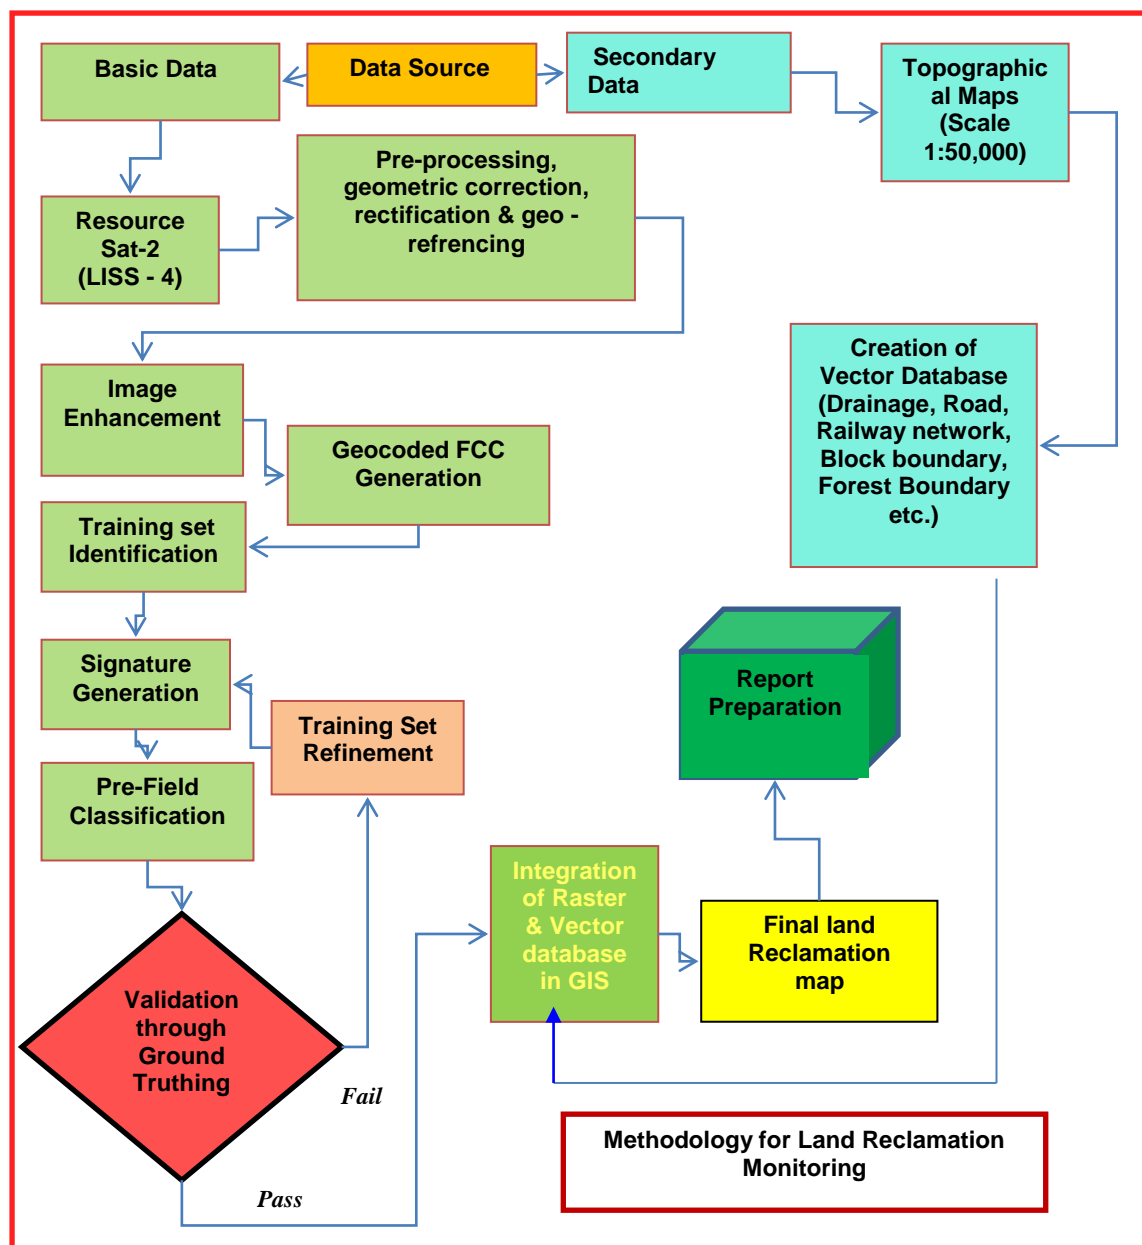 Basic Data
Data Source
Secondary
Data
Topographic
al Maps
(Scale
1:50,000)
Pre-processing,
geometric correction,
rectification & geo -
refrencing
Resource
Sat-2
(LISS - 4)
Creation of
Vector Database
(Drainage, Road,
Railway network,
Block boundary,
Forest Boundary
etc.)
Image
Enhancement
Geocoded FCC
Generation
Training set
Identification
Signature
Generation
Training Set
Refinement
Report
Preparation
Pre-Field
Classification
Integration
of Raster
& Vector
database
in GIS
Final land
Reclamation
map
Validation
through
Ground
Truthing
Fail
Pass
Methodology for Land Reclamation
Monitoring